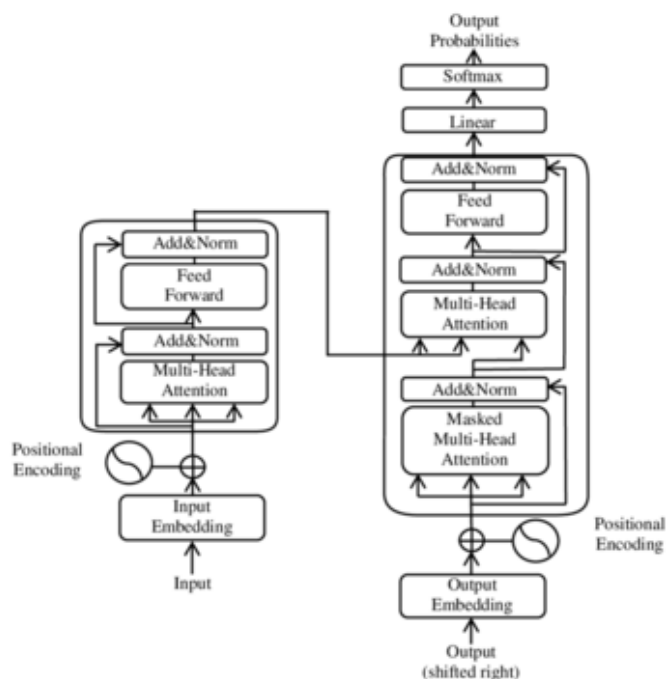 Output
Probabilities
Softmax
Linear
Add&Norm
Feed
Forward
Add&Norm
Multi-Head
Attention
Add&Norm
Masked
Multi-Head
Attention
Positional
Encoding
Output
Embedding
Output
(shifted right)
Add&Norm
Feed
Forward
Add&Norm
Multi-Head
Attention
Positional
Encoding
Input
Embedding
Input